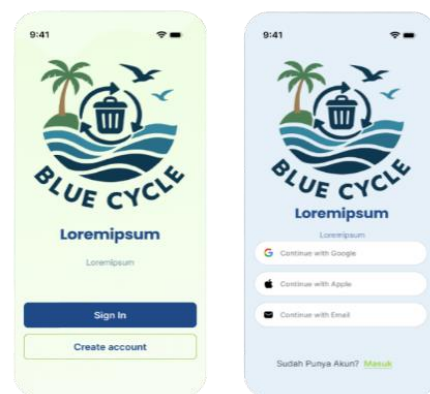 9:41
BLUE CYCLE
Loremipsum
Loremipsum
Sign In
Create account
9:41
BLUE CYCLE
Loremipsum
Loremipsum
Continue with Google
Continue with Apple
Continue with Email
Sudah Punya Akun? Masuk